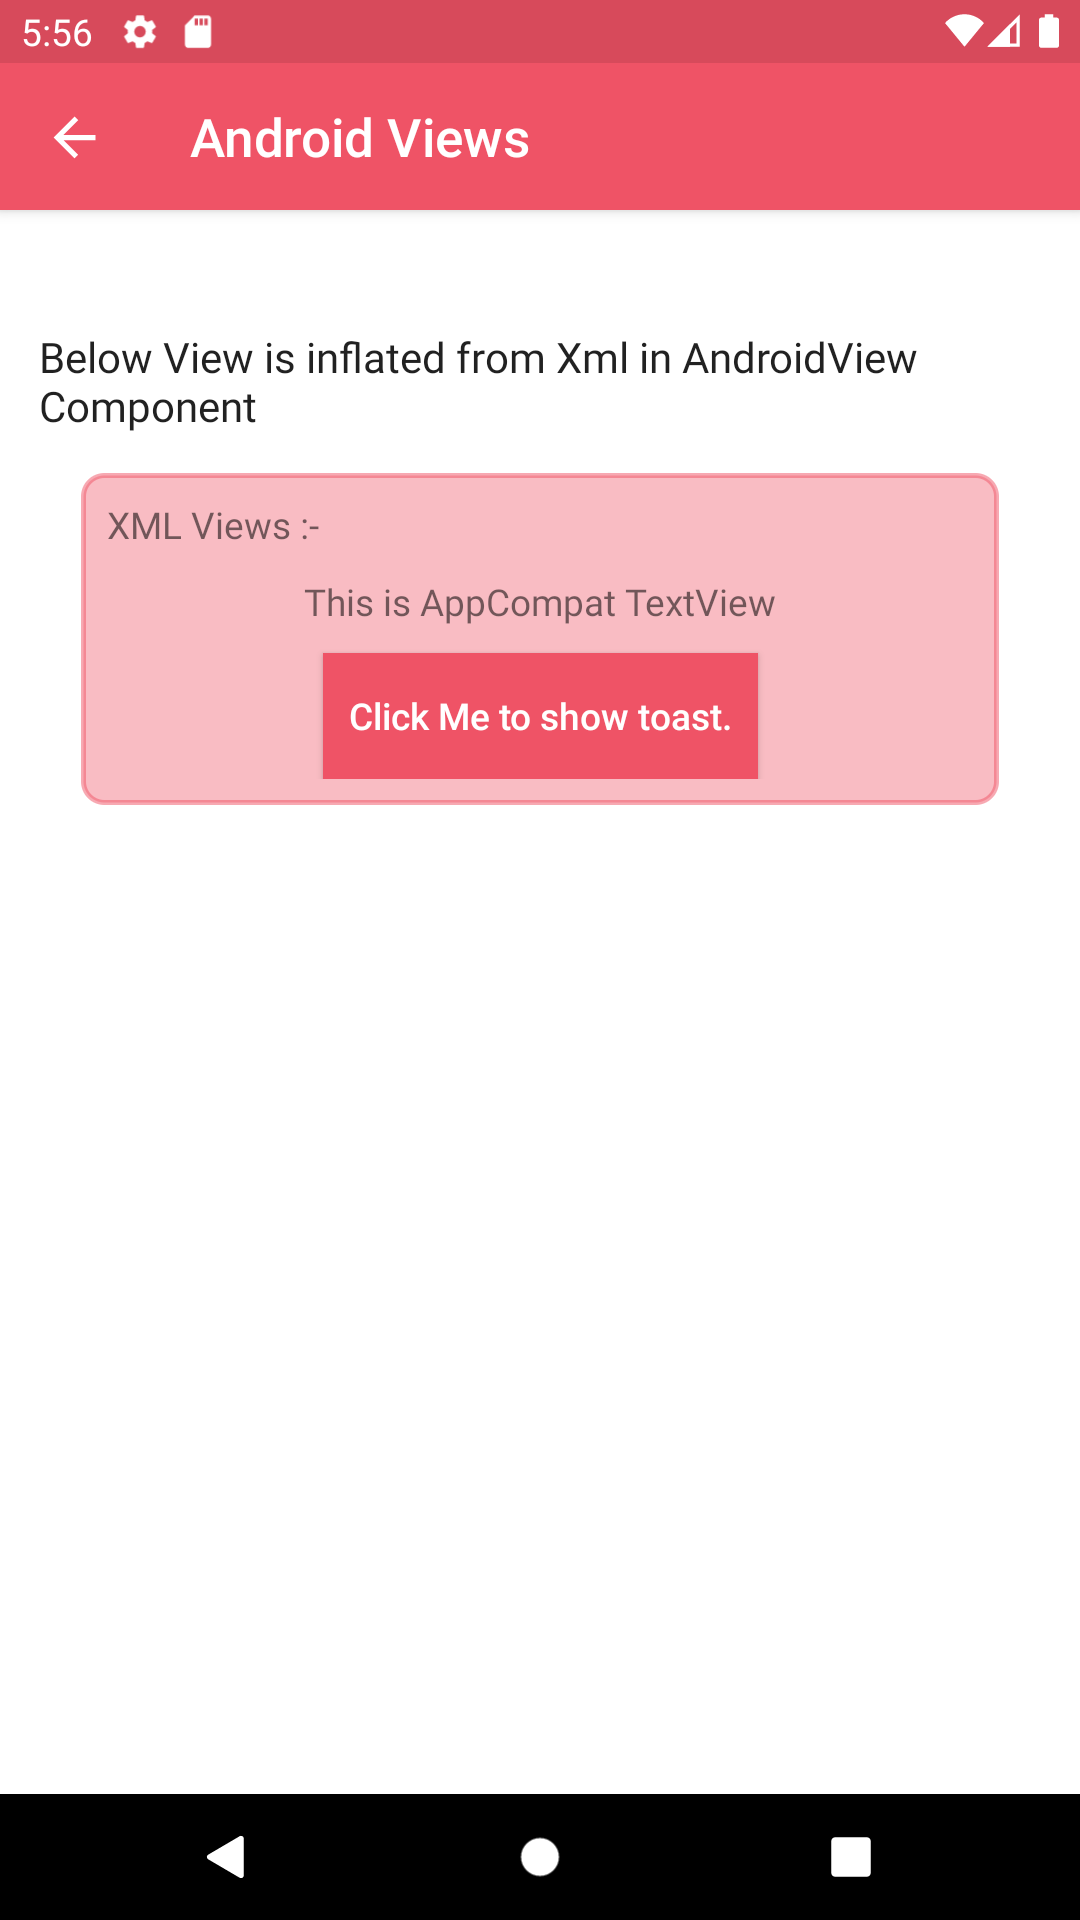 5:56
Android Views
Below View is inflated from Xml in AndroidView
Component
XML Views :-
This is AppCompat TextView
Click Me to show toast.